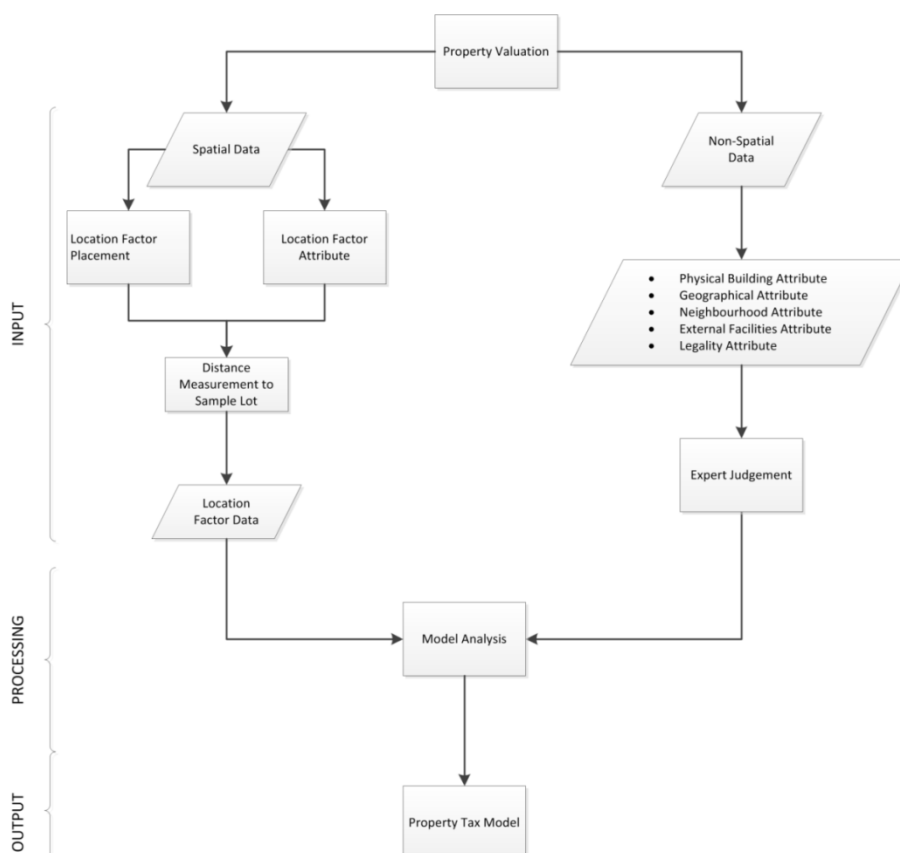 Property Valuation
Spatial Data
Non-Spatial
Data
Location Factor
Placement
Location Factor
Attribute
• Physical Building Attribute
• Geographical Attribute
• Neighbourhood Attribute
• External Facilities Attribute
• Legality Attribute
INPUT
Distance
Measurement to
Sample Lot
Expert Judgement
Location
Factor Data
PROCESSING
Model Analysis
OUTPUT
Property Tax Model